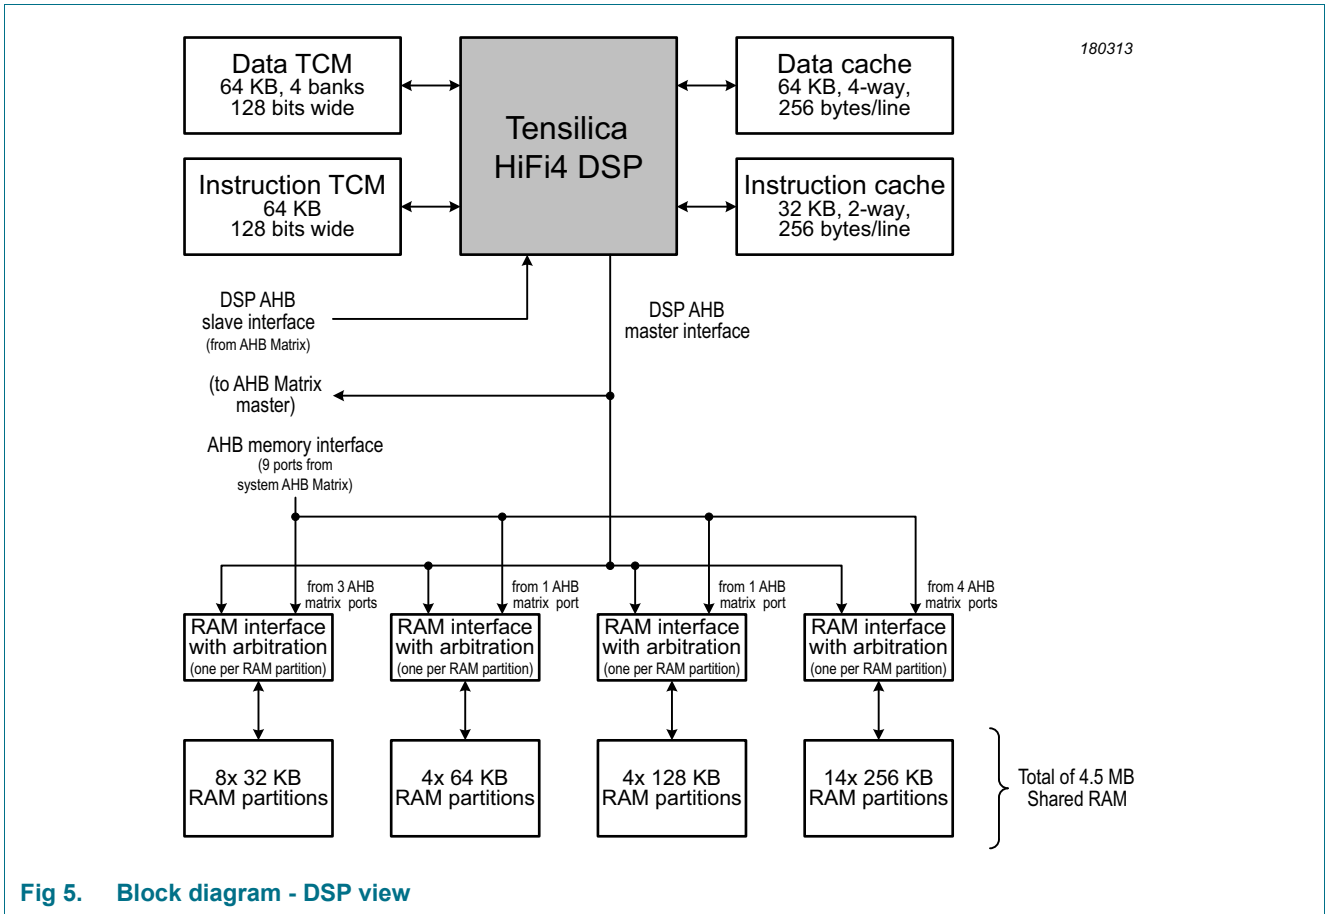 180313
Data TCM
64 KB, 4 banks
128 bits wide
Tensilica
HiFi4 DSP
Data cache
64 KB, 4-way,
256 bytes/line
Instruction TCM
64 KB
128 bits wide
Instruction cache
32 KB, 2-way,
256 bytes/line
DSP AHB
slave interface
(from AHB Matrix)
DSP AHB
master interface
(to AHB Matrix
master)
AHB memory interface
(9 ports from
system AHB Matrix)
from 3 AHB
matrix ports
from 1 AHB
matrix port
from 1 AHB
matrix port
from 4 AHB
matrix ports
RAM interface
with arbitration
(one per RAM partition)
RAM interface
with arbitration
(one per RAM partition)
RAM interface
with arbitration
(one per RAM partition)
RAM interface
with arbitration
(one per RAM partition)
8x 32 KB
RAM partitions
4x 64 KB
RAM partitions
4x 128 KB
RAM partitions
14x 256 KB
RAM partitions
Total of 4.5 MB
Shared RAM
Fig 5. Block diagram - DSP view